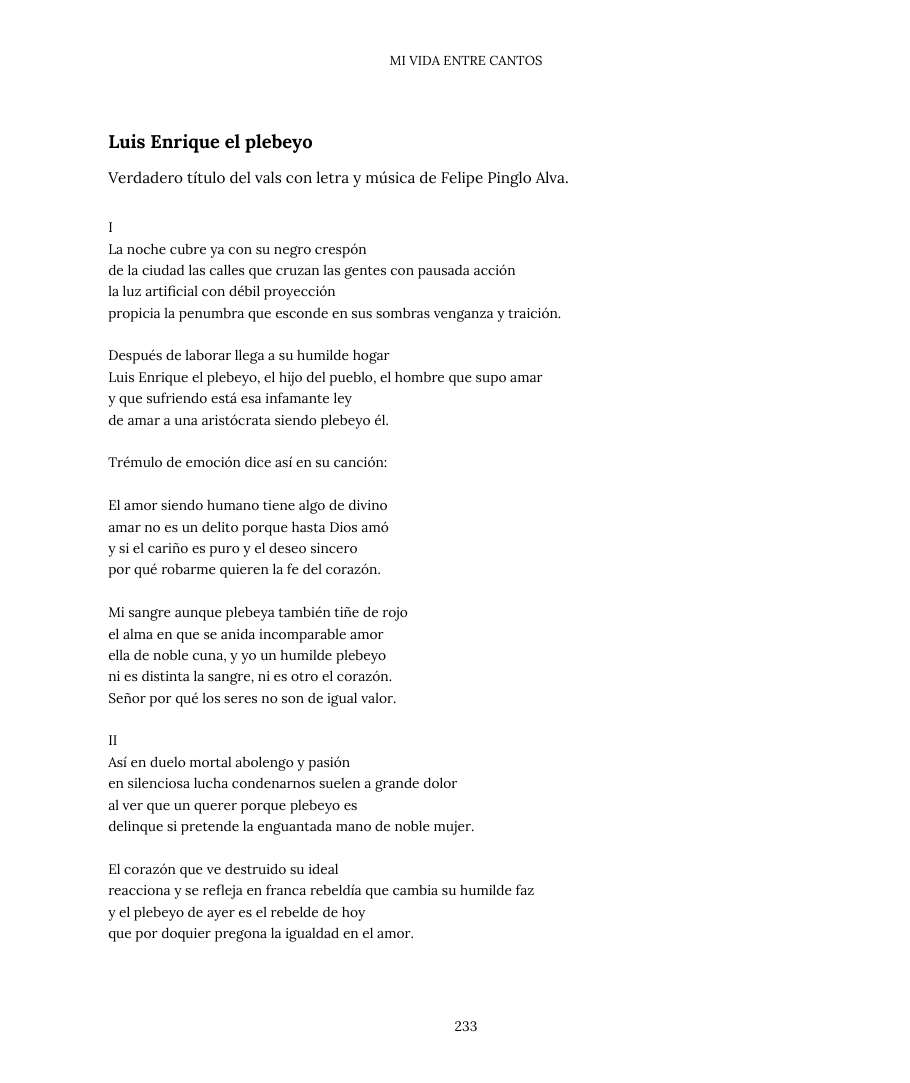 MI VIDA ENTRE CANTOS
Luis Enrique el plebeyo
Verdadero título del vals con letra y música de Felipe Pinglo Alva.
I
La noche cubre ya con su negro crespón
de la ciudad las calles que cruzan las gentes con pausada acción
la luz artificial con débil proyección
propicia la penumbra que esconde en sus sombras venganza y traición.
Después de laborar llega a su humilde hogar
Luis Enrique el plebeyo, el hijo del pueblo, el hombre que supo amar
y que sufriendo está esa infamante ley
de amar a una aristócrata siendo plebeyo él.
Trémulo de emoción dice así en su canción:
El amor siendo humano tiene algo de divino
amar no es un delito porque hasta Dios amó
y si el cariño es puro y el deseo sincero
por qué robarme quieren la fe del corazón.
Mi sangre aunque plebeya también tiñe de rojo
el alma en que se anida incomparable amor
ella de noble cuna, y yo un humilde plebeyo
ni es distinta la sangre, ni es otro el corazón.
Señor por qué los seres no son de igual valor.
II
Así en duelo mortal abolengo y pasión
en silenciosa lucha condenarnos suelen a grande dolor
al ver que un querer porque plebeyo es
delinque si pretende la enguantada mano de noble mujer.
El corazón que ve destruido su ideal
reacciona y se refleja en franca rebeldía que cambia su humilde faz
y el plebeyo de ayer es el rebelde de hoy
que por doquier pregona la igualdad en el amor.
233